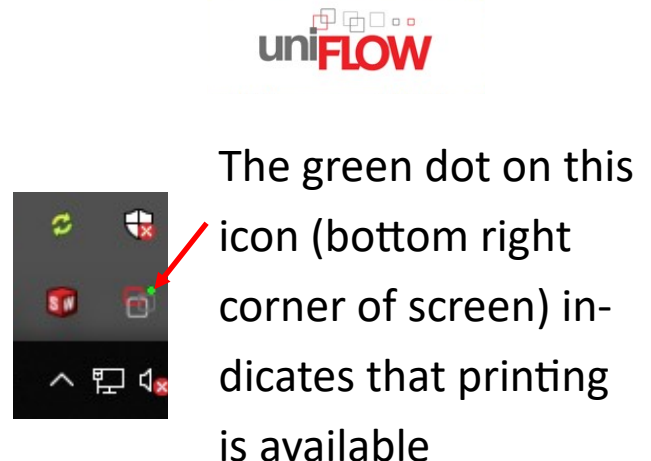 uniFLOW
The green dot on this
icon (bottom right
corner of screen) in-
dicates that printing
S W
is available